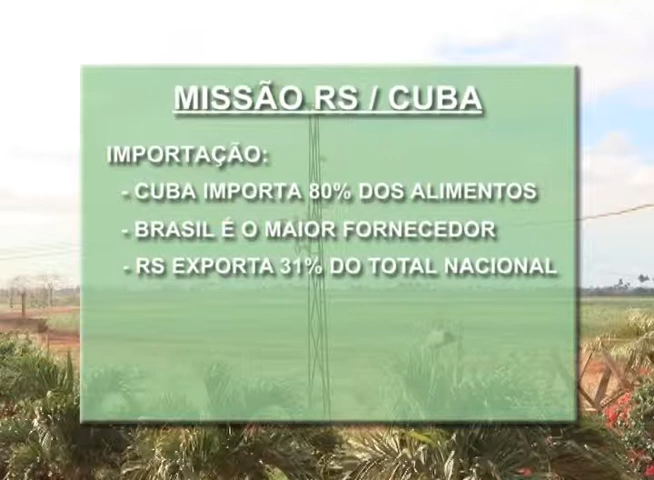 MISSÃO RS / CUBA
IMPORTAÇÃO:
- CUBA IMPORTA 80% DOS ALIMENTOS
- BRASIL É O MAIOR FORNECEDOR
- RS EXPORTA 31% DO TOTAL NACIONAL